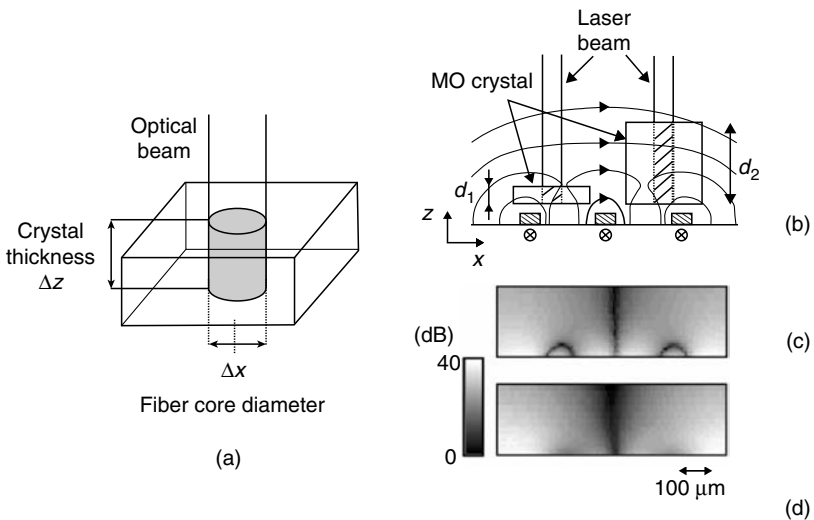 Optical
beam
Crystal
thickness
Δz
Δx
Fiber core diameter
(a)
Laser
beam
MO crystal
d1
d2
z
x
(b)
(dB)
40
0
(c)
100 μm
(d)